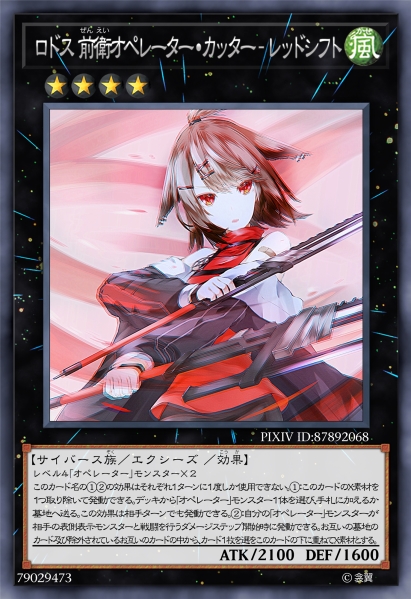 ぜんえい
ロドス 前衛オペレーター・カッター-レッドシフト
かぜ
風
PIXIV ID:87892068
【サイバース族／エクシーズ／効果】
レベル4「オペレーター」モンスター×2
このカード名の①②の効果はそれぞれ1ターンに1度しか使用できない。①:このカードのX素材を
1つ取り除いて発動できる。デッキから「オペレーター」モンスター1体を選び、手札に加えるか
墓地へ送る。この効果は相手ターンでも発動できる。②:自分の「オペレーター」モンスターが
相手の表側表示モンスターと戦闘を行うダメージステップ開始時に発動できる。お互いの墓地の
カード及び除外されているお互いのカードの中から、カード1枚を選をこのカードの下に重ねてX素材とする。
ATK/2100 DEF/1600
79029473
©念翼